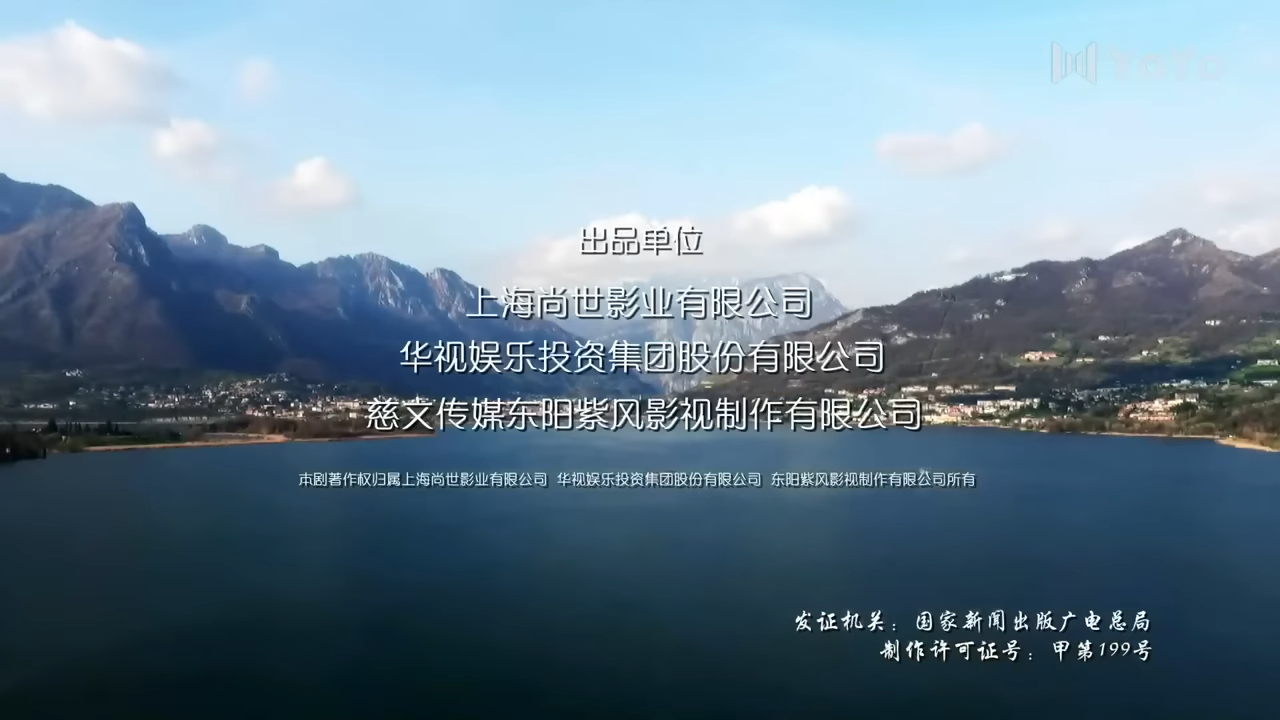 YOYO
出品单位
上海尚世影业有限公司
华视娱乐投资集团股份有限公司
慈文传媒东阳紫风影视制作有限公司
本剧著作权归属上海尚世影业有限公司 华视娱乐投资集团股份有限公司 东阳紫风影视制作有限公司所有
发证机关：国家新闻出版广电总局
制作许可证号：甲第199号